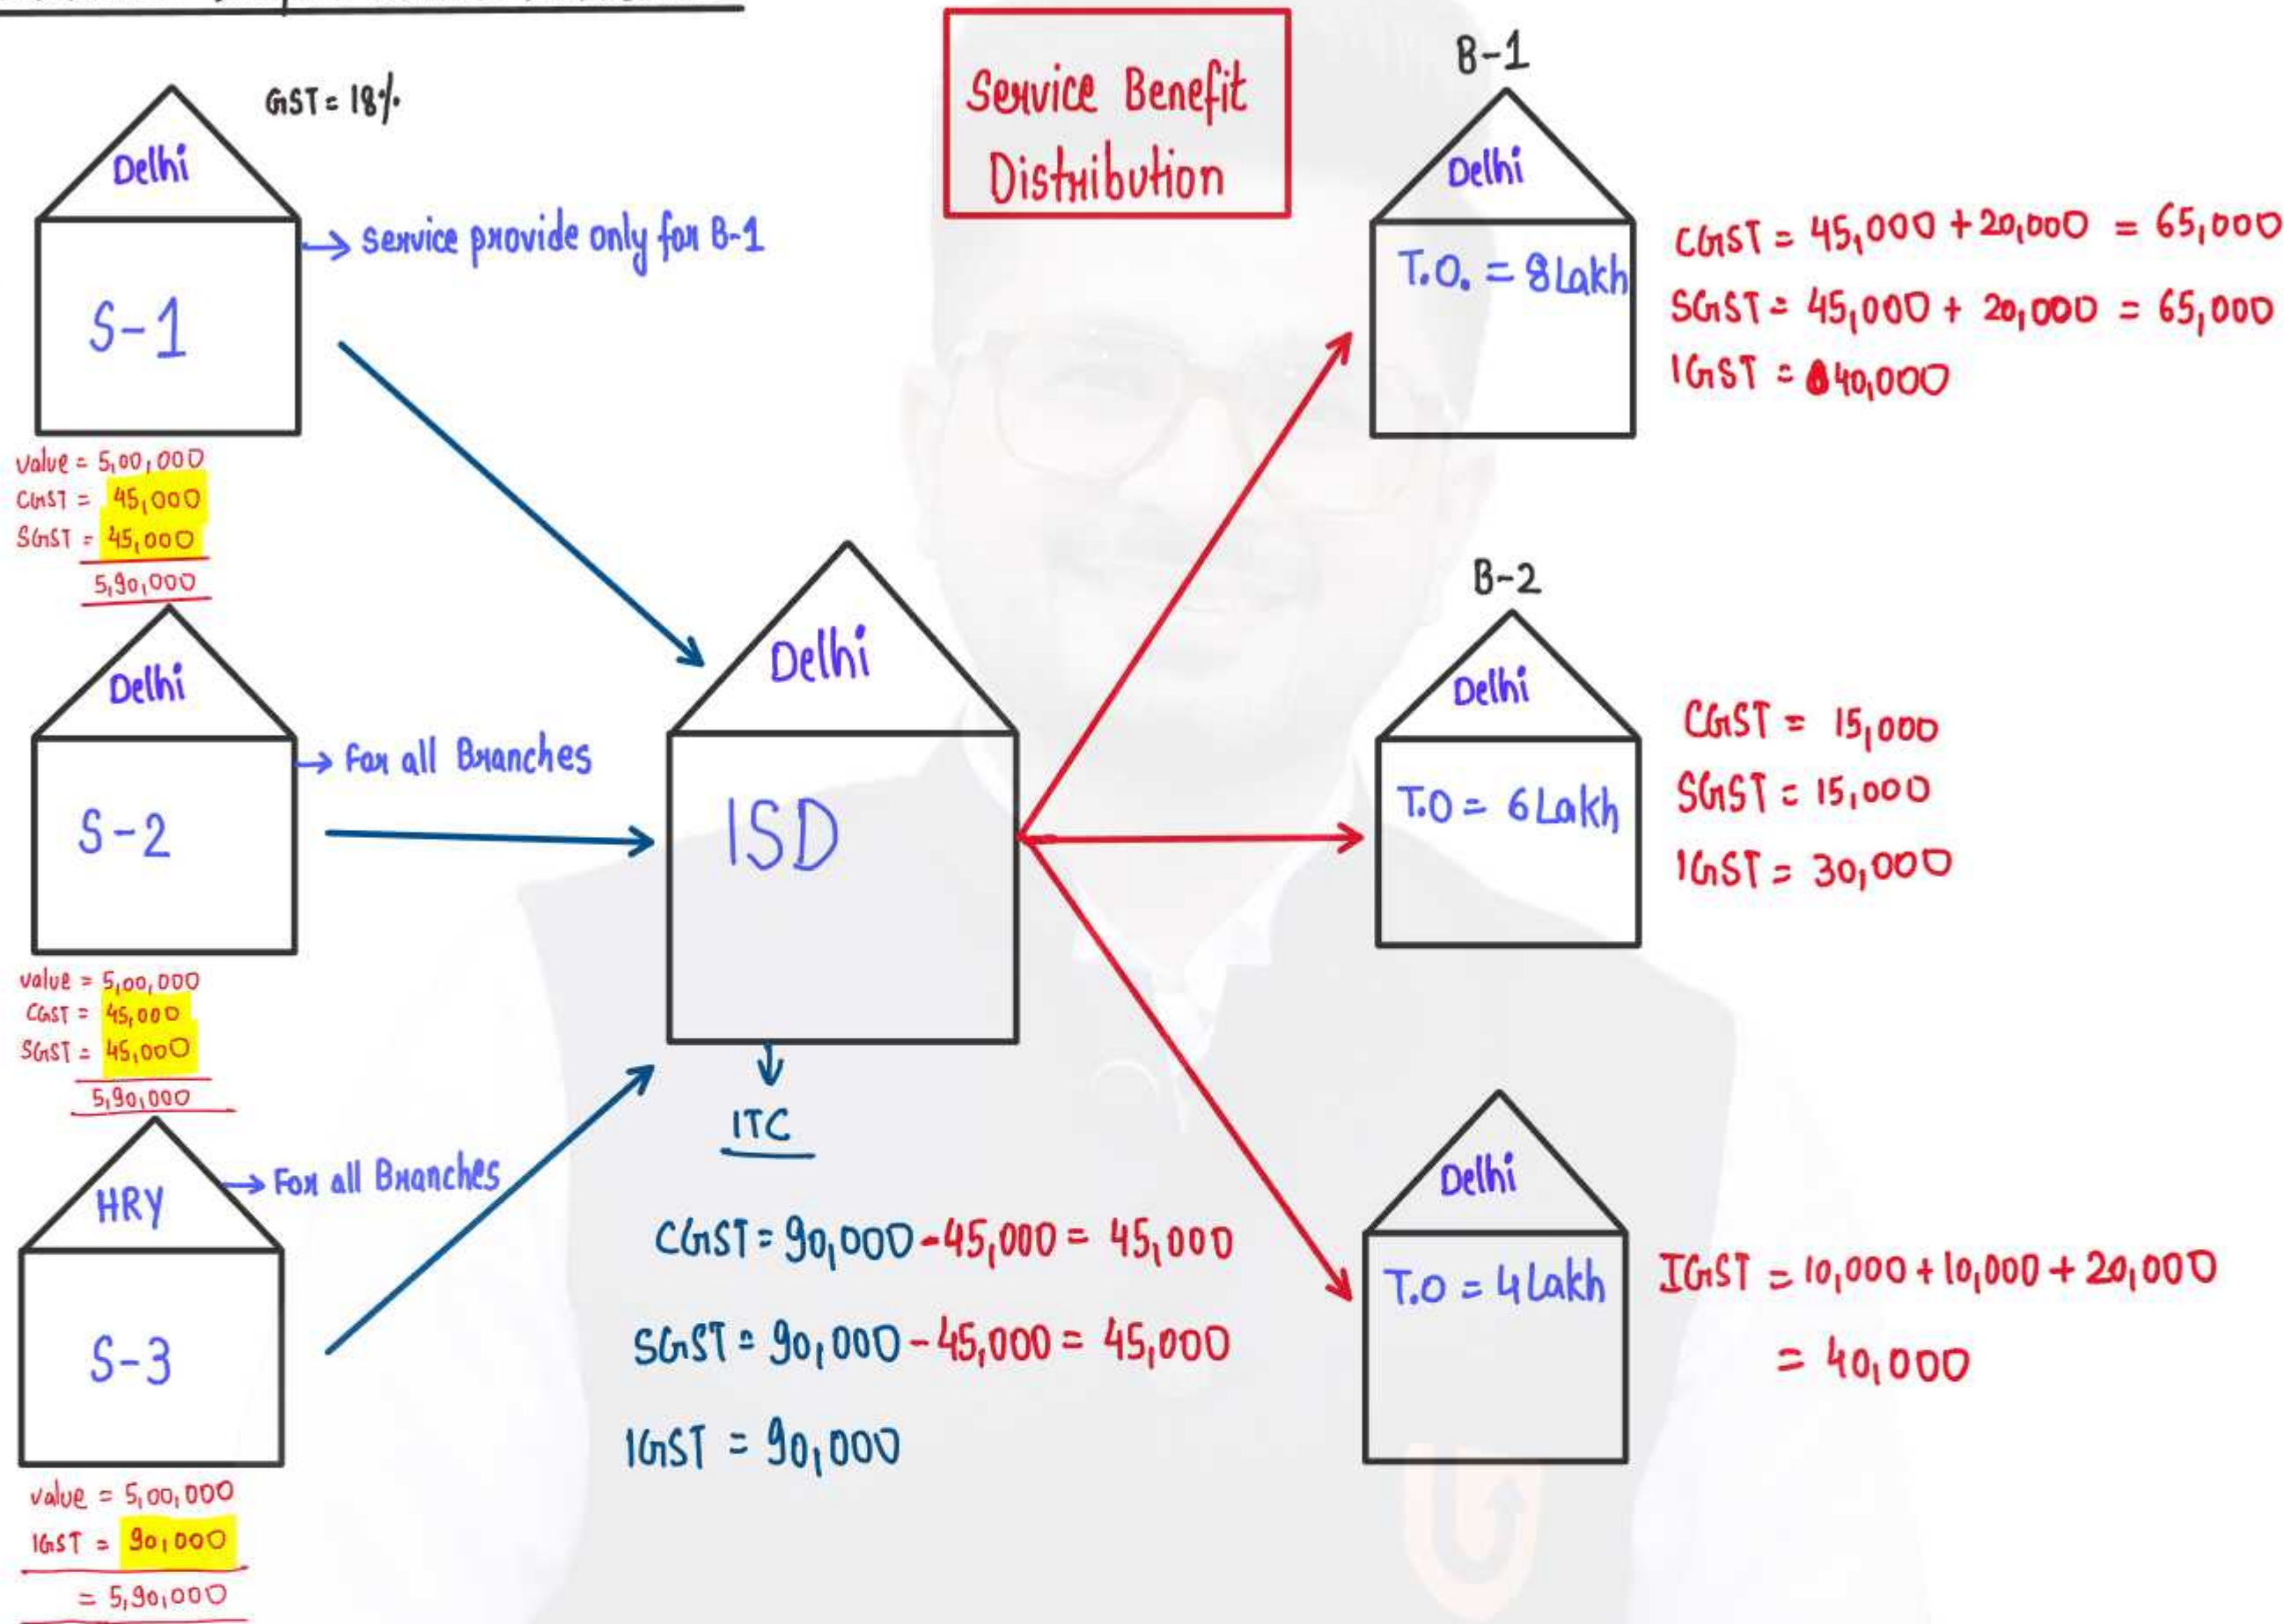 GST = 18%
Delhi
→ Service provide only for B-1
S-1
value = 5,00,000
CGST = 45,000
SGST = 45,000
5,90,000
Delhi
→ For all Branches
S-2
value = 5,00,000
CGST = 45,000
SGST = 45,000
5,90,000
HRY
→ For all Branches
S-3
value = 5,00,000
IGST = 90,000
= 5,90,000
Service Benefit
Distribution
Delhi
ISD
ITC
CGST = 90,000 - 45,000 = 45,000
SGST = 90,000 - 45,000 = 45,000
IGST = 90,000
B-1
Delhi
T.O. = 8 Lakh
CGST = 45,000 + 20,000 = 65,000
SGST = 45,000 + 20,000 = 65,000
IGST = 40,000
B-2
Delhi
T.O = 6 Lakh
CGST = 15,000
SGST = 15,000
IGST = 30,000
Delhi
T.O = 4 Lakh
IGST = 10,000 + 10,000 + 20,000
= 40,000